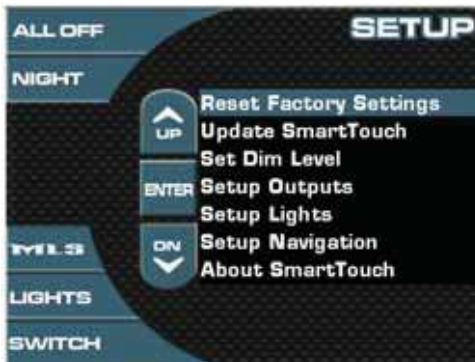 ALL OFF
SETUP
NIGHT
UP
ENTER
DN
Reset Factory Settings
Update SmartTouch
Set Dim Level
Setup Outputs
Setup Lights
Setup Navigation
About SmartTouch
MLS
LIGHTS
SWITCH